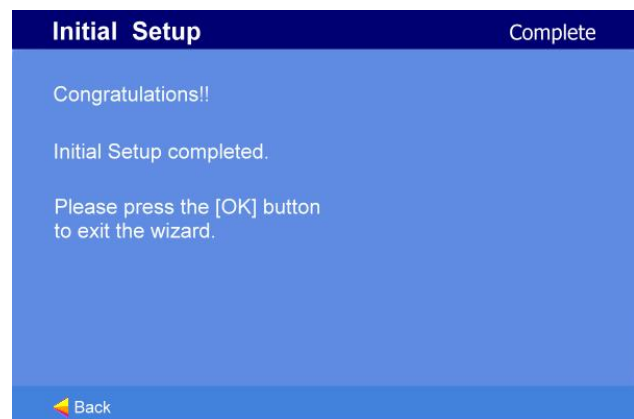 Initial Setup
Complete
Congratulations!!
Initial Setup completed.
Please press the [OK] button
to exit the wizard.
Back